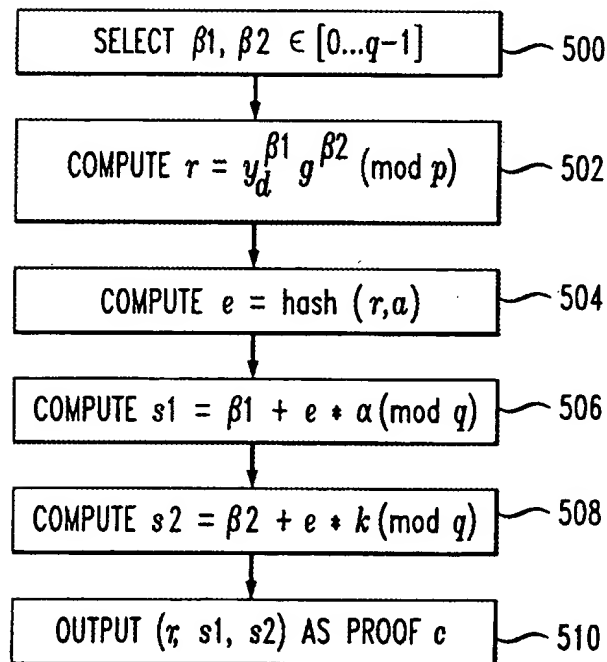 SELECT β1, β2 ∈ [0...q-1]
500
COMPUTE r = y_d^β1 g^β2 (mod p)
502
COMPUTE e = hash (r,a)
504
COMPUTE s1 = β1 + e * α(mod q)
506
COMPUTE s2 = β2 + e * k(mod q)
508
OUTPUT (r, s1, s2) AS PROOF c
510